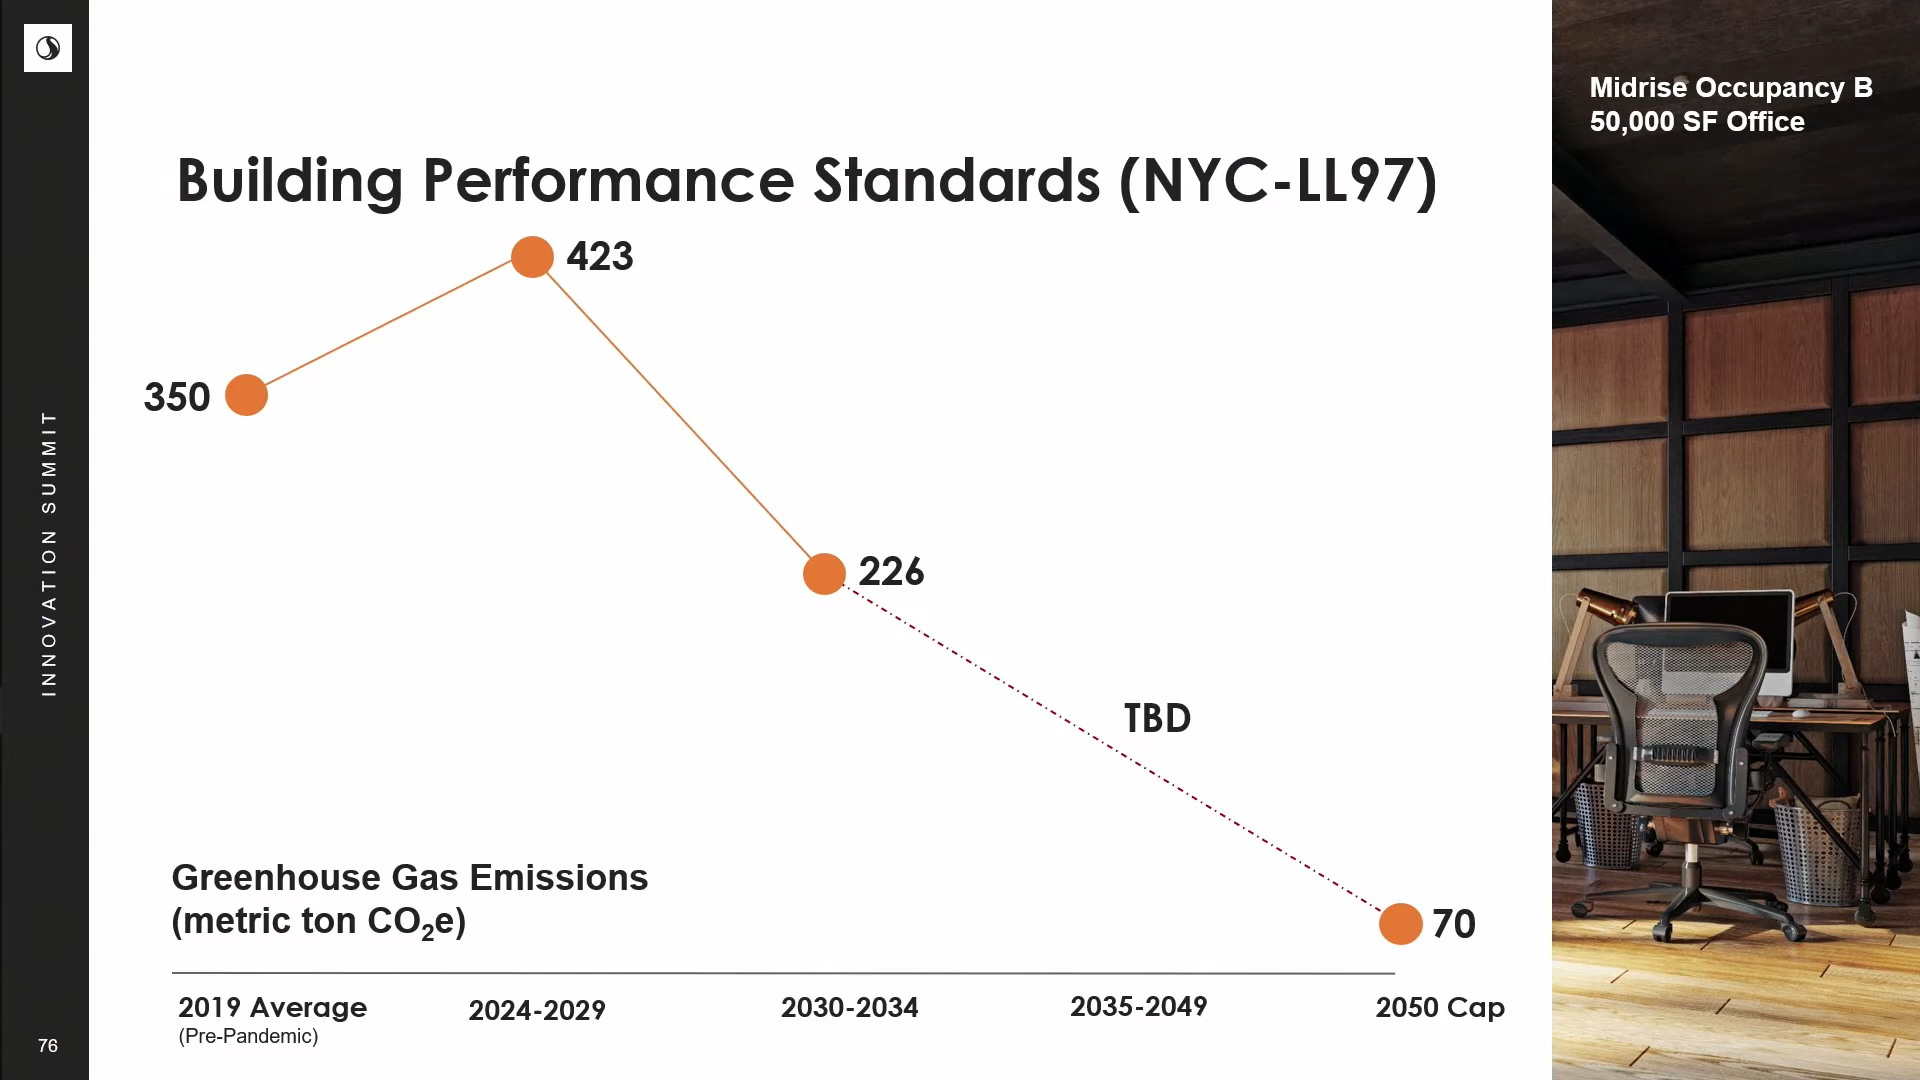 Midrise Occupancy B
50,000 SF Office
Building Performance Standards (NYC-LL97)
423
350
226
TBD
70
Greenhouse Gas Emissions
(metric ton CO₂e)
2019 Average
(Pre-Pandemic)
2024-2029
2030-2034
2035-2049
2050 Cap
INNOVATION SUMMIT
76